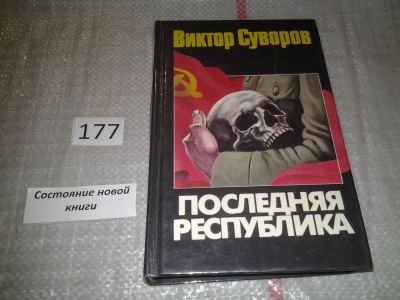 Виктор Суворов
ПОСЛЕДНЯЯ
РЕСПУБЛИКА
177
Состояние новой
книги